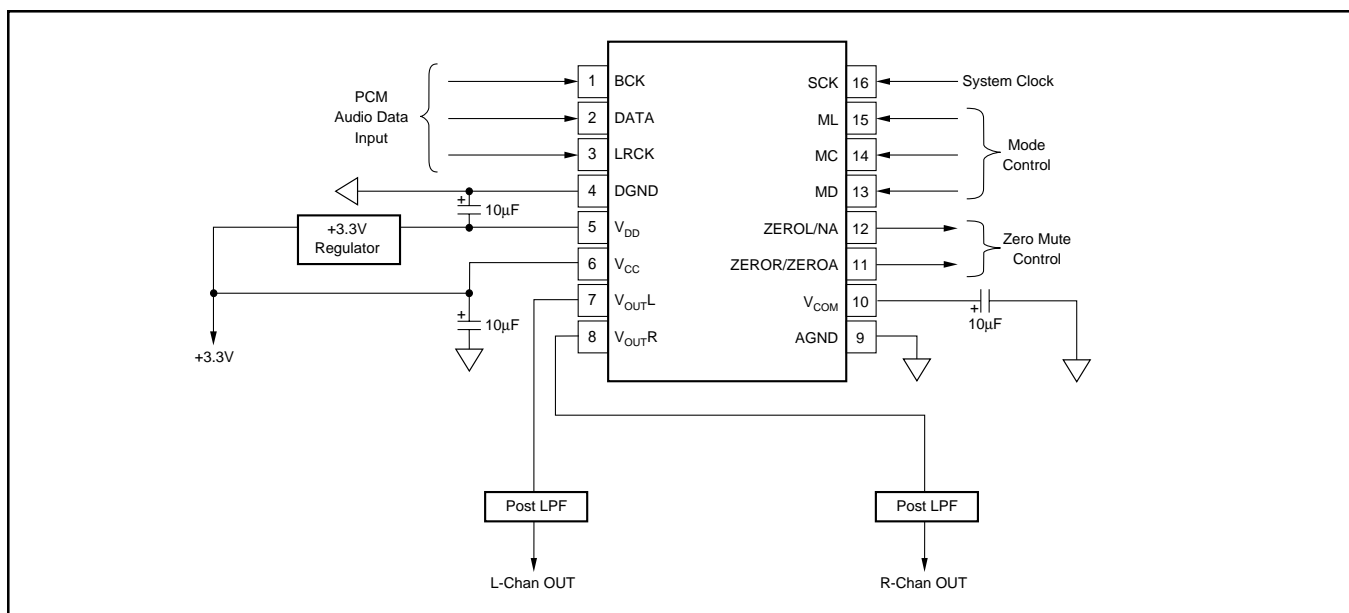 PCM
Audio Data
Input
1 BCK
2 DATA
3 LRCK
4 DGND
5 VDD
6 VCC
7 VOUTL
8 VOUTR
SCK 16
ML 15
MC 14
MD 13
ZEROL/NA 12
ZEROR/ZEROA 11
VCOM 10
AGND 9
System Clock
Mode
Control
Zero Mute
Control
+
10µF
+3.3V
Regulator
+
10µF
+3.3V
+
10µF
Post LPF
Post LPF
L-Chan OUT
R-Chan OUT